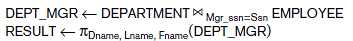 DEPT_MGR ← DEPARTMENT ⋈ Mgr_ssn=Ssn EMPLOYEE
RESULT ← πDname, Lname, Fname(DEPT_MGR)